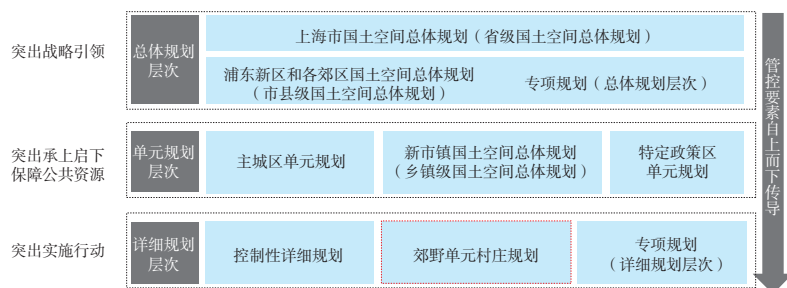 突出战略引领
总体规划
层次
上海市国土空间总体规划（省级国土空间总体规划）
浦东新区和各郊区国土空间总体规划
（市县级国土空间总体规划）
专项规划（总体规划层次）
突出承上启下
保障公共资源
单元规划
层次
主城区单元规划
新市镇国土空间总体规划
（乡镇级国土空间总体规划）
特定政策区
单元规划
突出实施行动
详细规划
层次
控制性详细规划
郊野单元村庄规划
专项规划
（详细规划层次）
管控要素自上而下传导